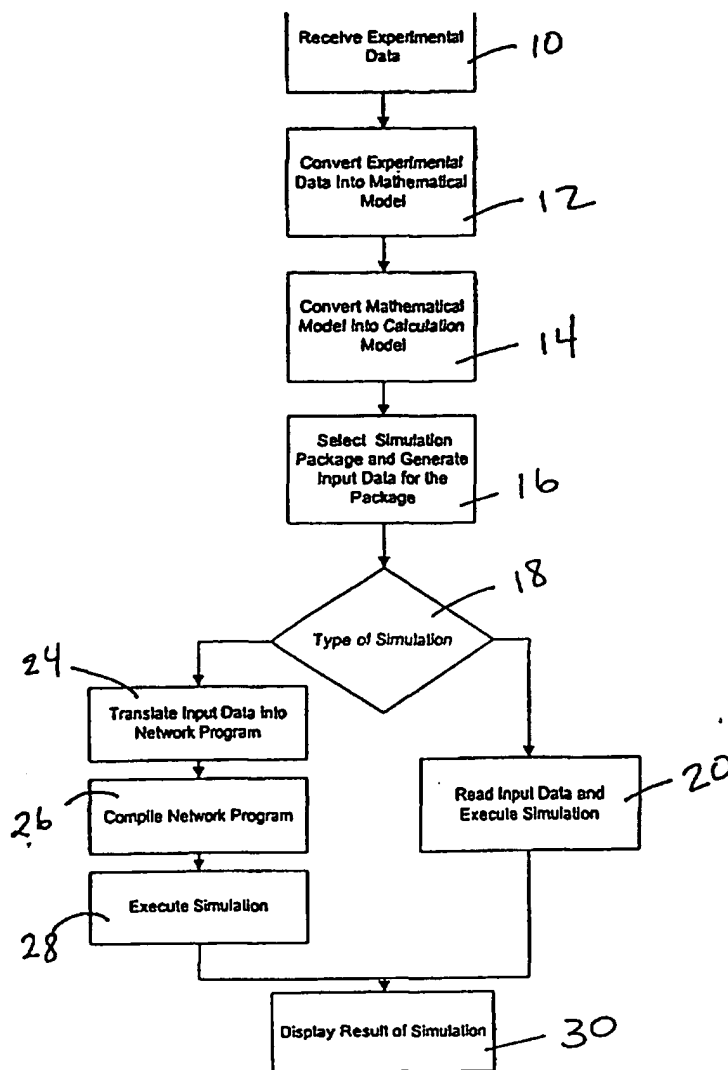 Receive Experimental
Data
10
Convert Experimental
Data Into Mathematical
Model
12
Convert Mathematical
Model Into Calculation
Model
14
Select Simulation
Package and Generate
Input Data for the
Package
16
18
Type of Simulation
24
Translate Input Data into
Network Program
26
Compile Network Program
20
Read Input Data and
Execute Simulation
28
Execute Simulation
Display Result of Simulation
30